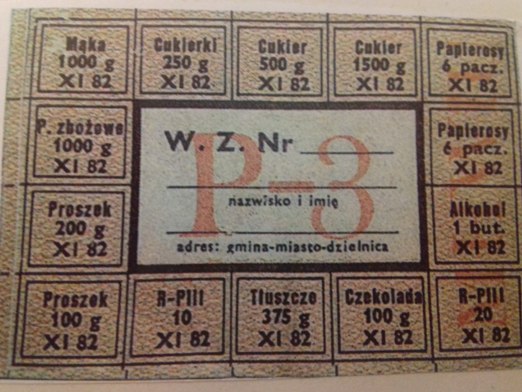 Mąka
1000 g
XI 82
Cukierki
250 g
XI 82
Cukier
500 g
XI 82
Cukier
1500 g
XI 82
Papierosy
6 pacz.
XI 82
P. zbożowe
1000 g
XI 82
W. Z. Nr
P-3
nazwisko i imię
adres: gmina-miasto-dzielnica
Papierosy
6 pacz.
XI 82
Proszek
200 g
XI 82
Alkohol
1 but.
XI 82
Proszek
100 g
XI 82
R-PIII
10
XI 82
Tłuszcze
375 g
XI 82
Czekolada
100 g
XI 82
R-PIII
20
XI 82